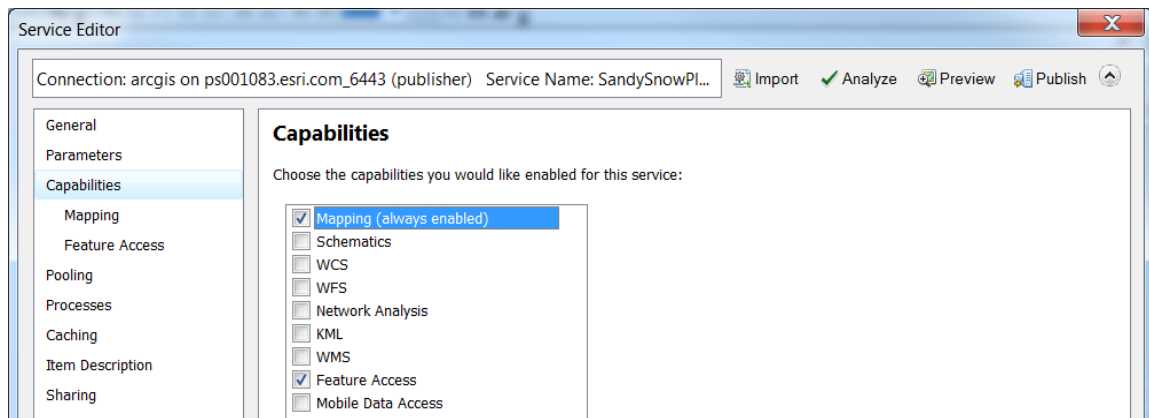 Service Editor
Connection: arcgis on ps001083.esri.com_6443 (publisher) Service Name: SandySnowPl... Import Analyze Preview Publish
General
Parameters
Capabilities
Mapping
Feature Access
Pooling
Processes
Caching
Item Description
Sharing
Capabilities
Choose the capabilities you would like enabled for this service:
Mapping (always enabled)
Schematics
WCS
WFS
Network Analysis
KML
WMS
Feature Access
Mobile Data Access